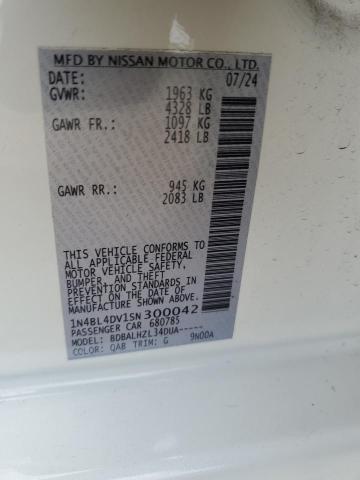 MFD BY NISSAN MOTOR CO., LTD.
DATE: 07/24
GVWR: 1963 KG
4328 LB
GAWR FR.: 1097 KG
2418 LB
GAWR RR.: 945 KG
2083 LB
THIS VEHICLE CONFORMS TO
ALL APPLICABLE FEDERAL
MOTOR VEHICLE SAFETY,
BUMPER, AND THEFT
PREVENTION STANDARDS IN
EFFECT ON THE DATE OF
MANUFACTURE SHOWN ABOVE.
1N4BL4DV1SN300042
PASSENGER CAR 680785
MODEL: BDBALHZL34DUA-----
COLOR: QAB TRIM: G 9N00A